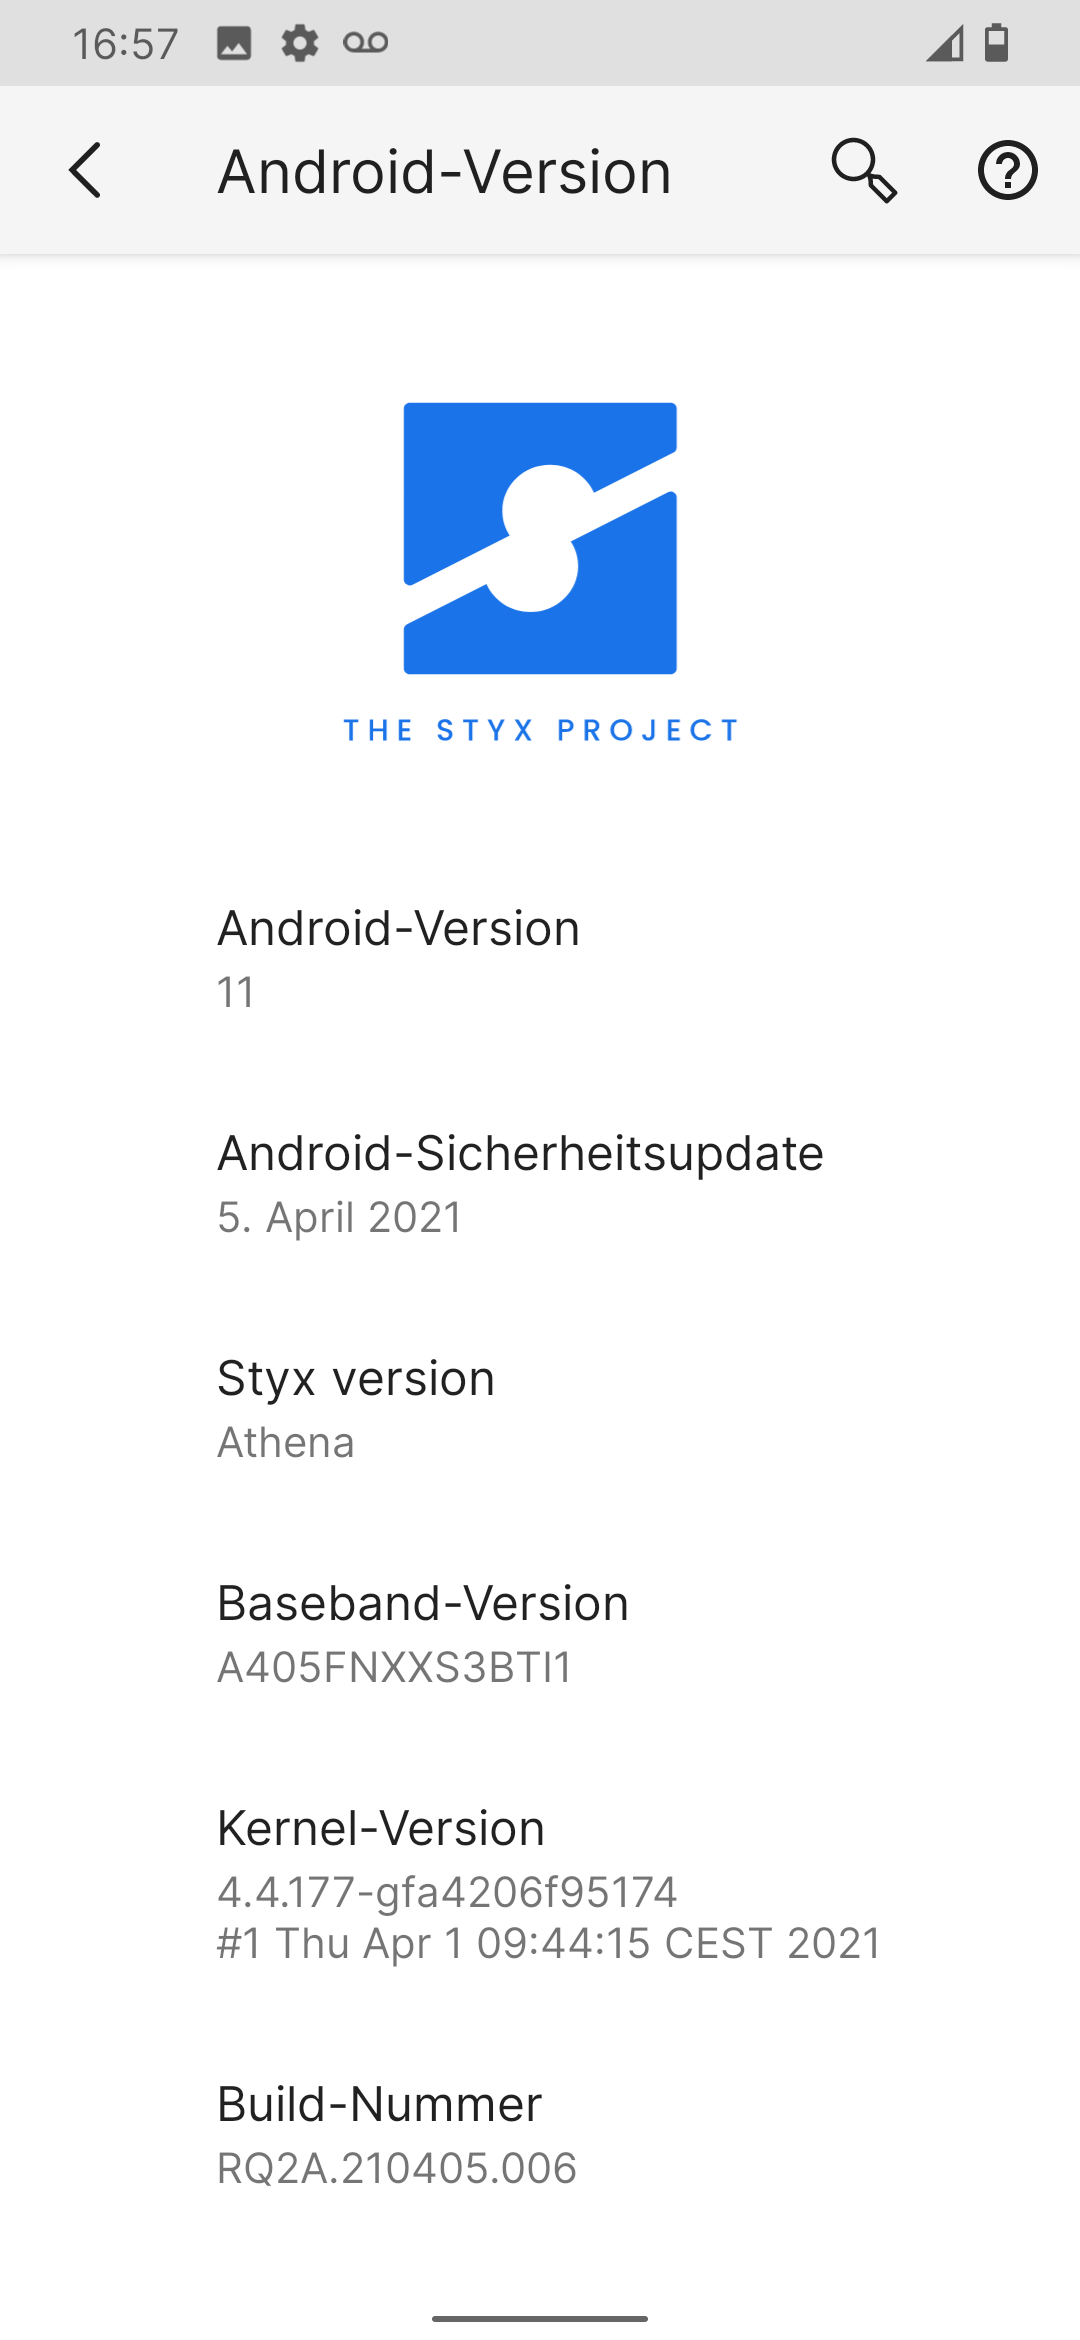 16:57
Android-Version
THE STYX PROJECT
Android-Version
11
Android-Sicherheitsupdate
5. April 2021
Styx version
Athena
Baseband-Version
A405FNXXS3BTI1
Kernel-Version
4.4.177-gfa4206f95174
#1 Thu Apr 1 09:44:15 CEST 2021
Build-Nummer
RQ2A.210405.006